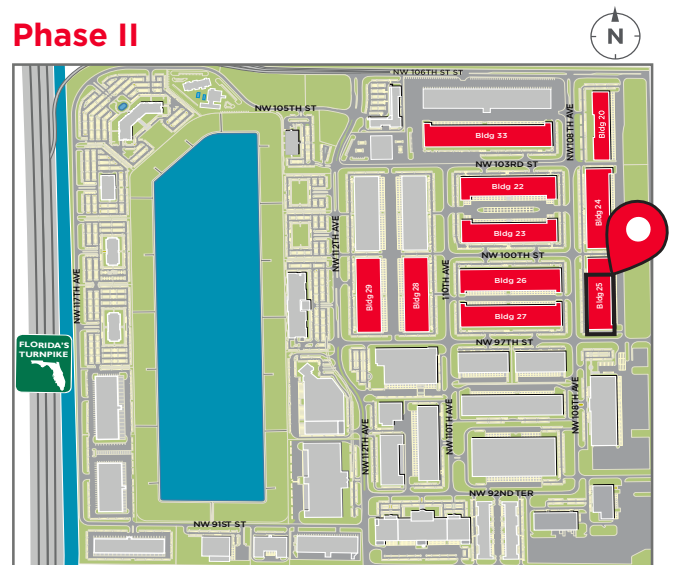 Phase II
N
NW 106TH ST ST
NW 105TH ST
NW108TH AVE
Bldg 20
Bldg 33
NW 103RD ST
Bldg 22
Bldg 24
NW 112TH AVE
Bldg 23
NW 100TH ST
110TH AVE
NW 117TH AVE
Bldg 29
Bldg 28
Bldg 26
Bldg 25
Bldg 27
FLORIDA'S
TURNPIKE
NW 97TH ST
NW 112TH AVE
NW 110TH AVE
NW 108TH AVE
NW 92ND TER
NW 91ST ST